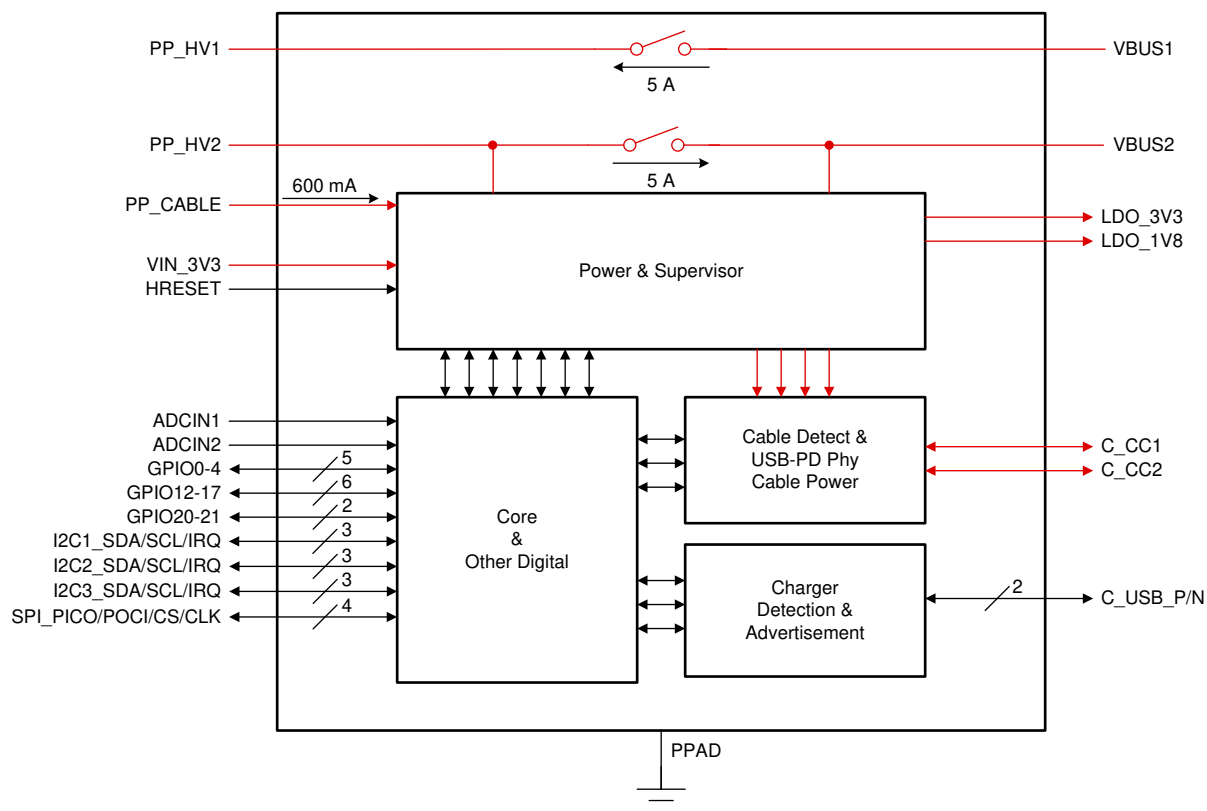 PP_HV1
VBUS1
5 A
PP_HV2
VBUS2
5 A
600 mA
PP_CABLE
LDO_3V3
LDO_1V8
VIN_3V3
HRESET
Power & Supervisor
ADCIN1
ADCIN2
GPIO0-4
5
GPIO12-17
6
GPIO20-21
2
I2C1_SDA/SCL/IRQ
3
I2C2_SDA/SCL/IRQ
3
I2C3_SDA/SCL/IRQ
3
SPI_PICO/POCI/CS/CLK
4
Core
&
Other Digital
Cable Detect &
USB-PD Phy
Cable Power
C_CC1
C_CC2
Charger
Detection &
Advertisement
2
C_USB_P/N
PPAD